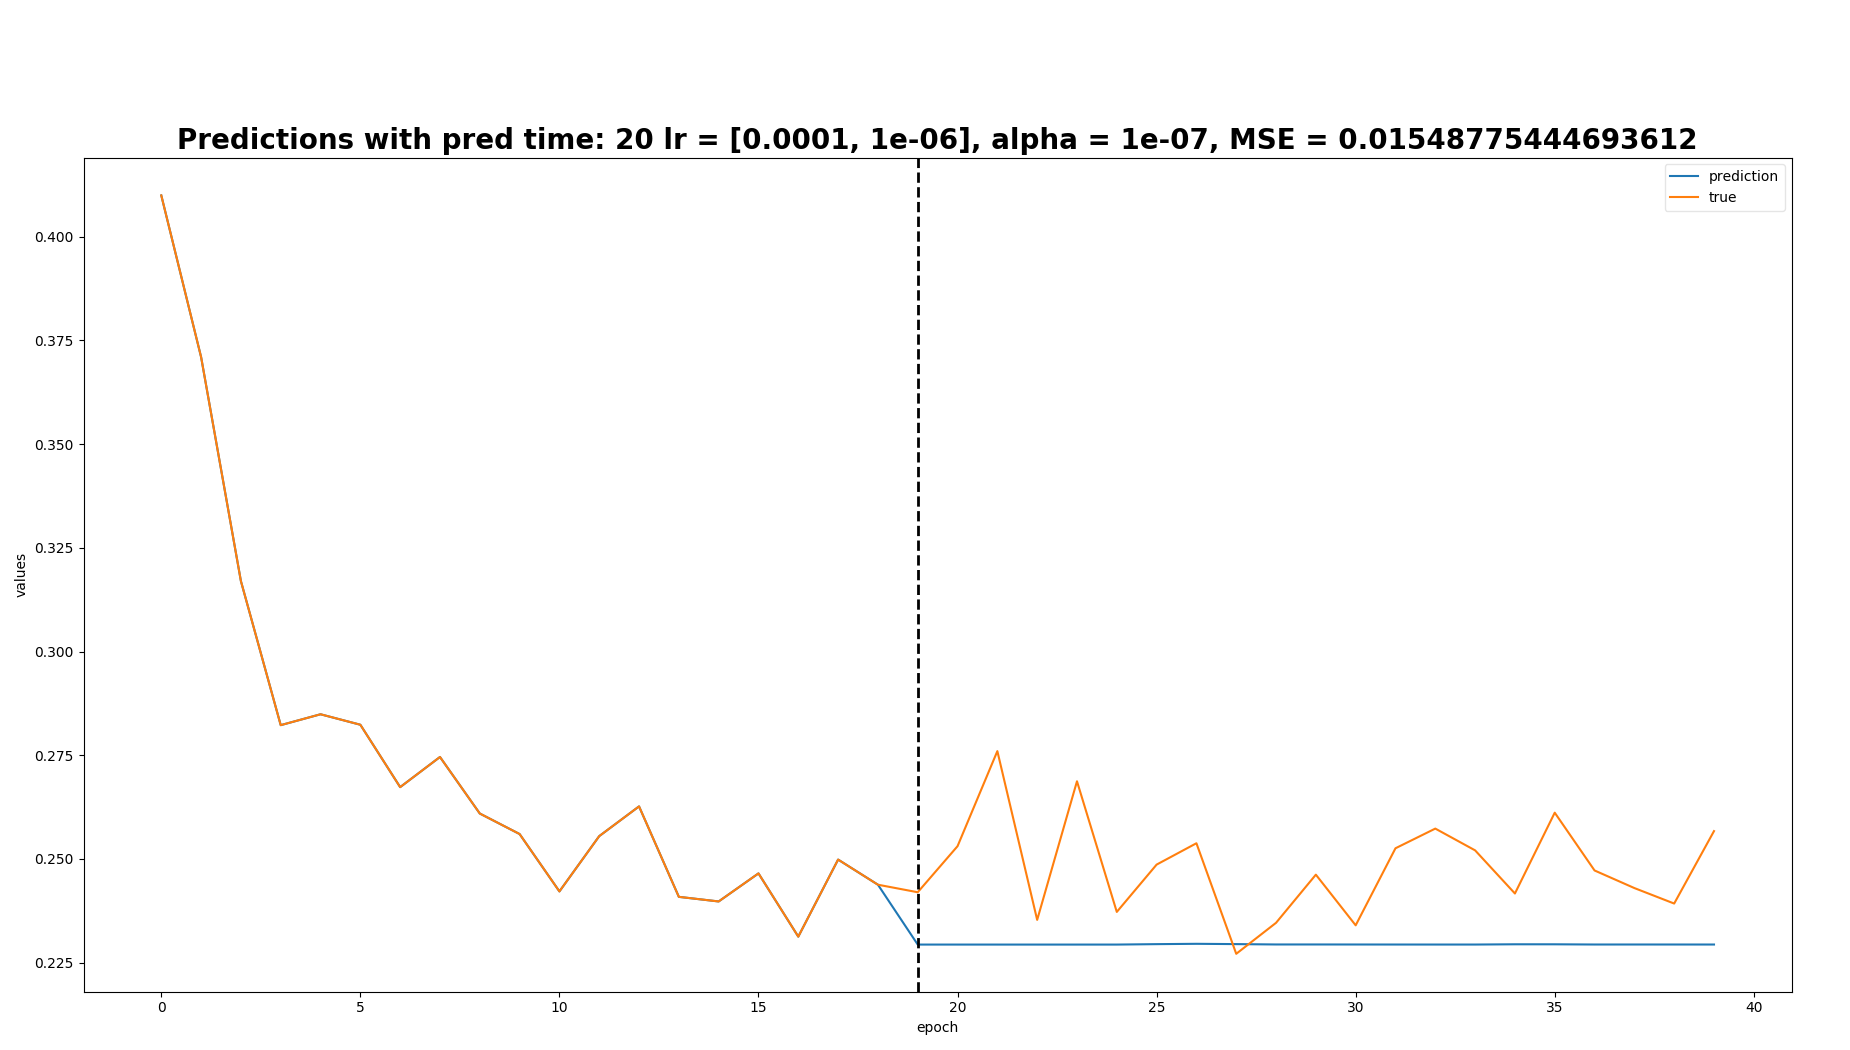 Predictions with pred time: 20 lr = [0.0001, 1e-06], alpha = 1e-07, MSE = 0.01548775444693612
prediction
true
0.400
0.375
0.350
0.325
0.300
0.275
0.250
0.225
values
0 5 10 15 20 25 30 35 40
epoch